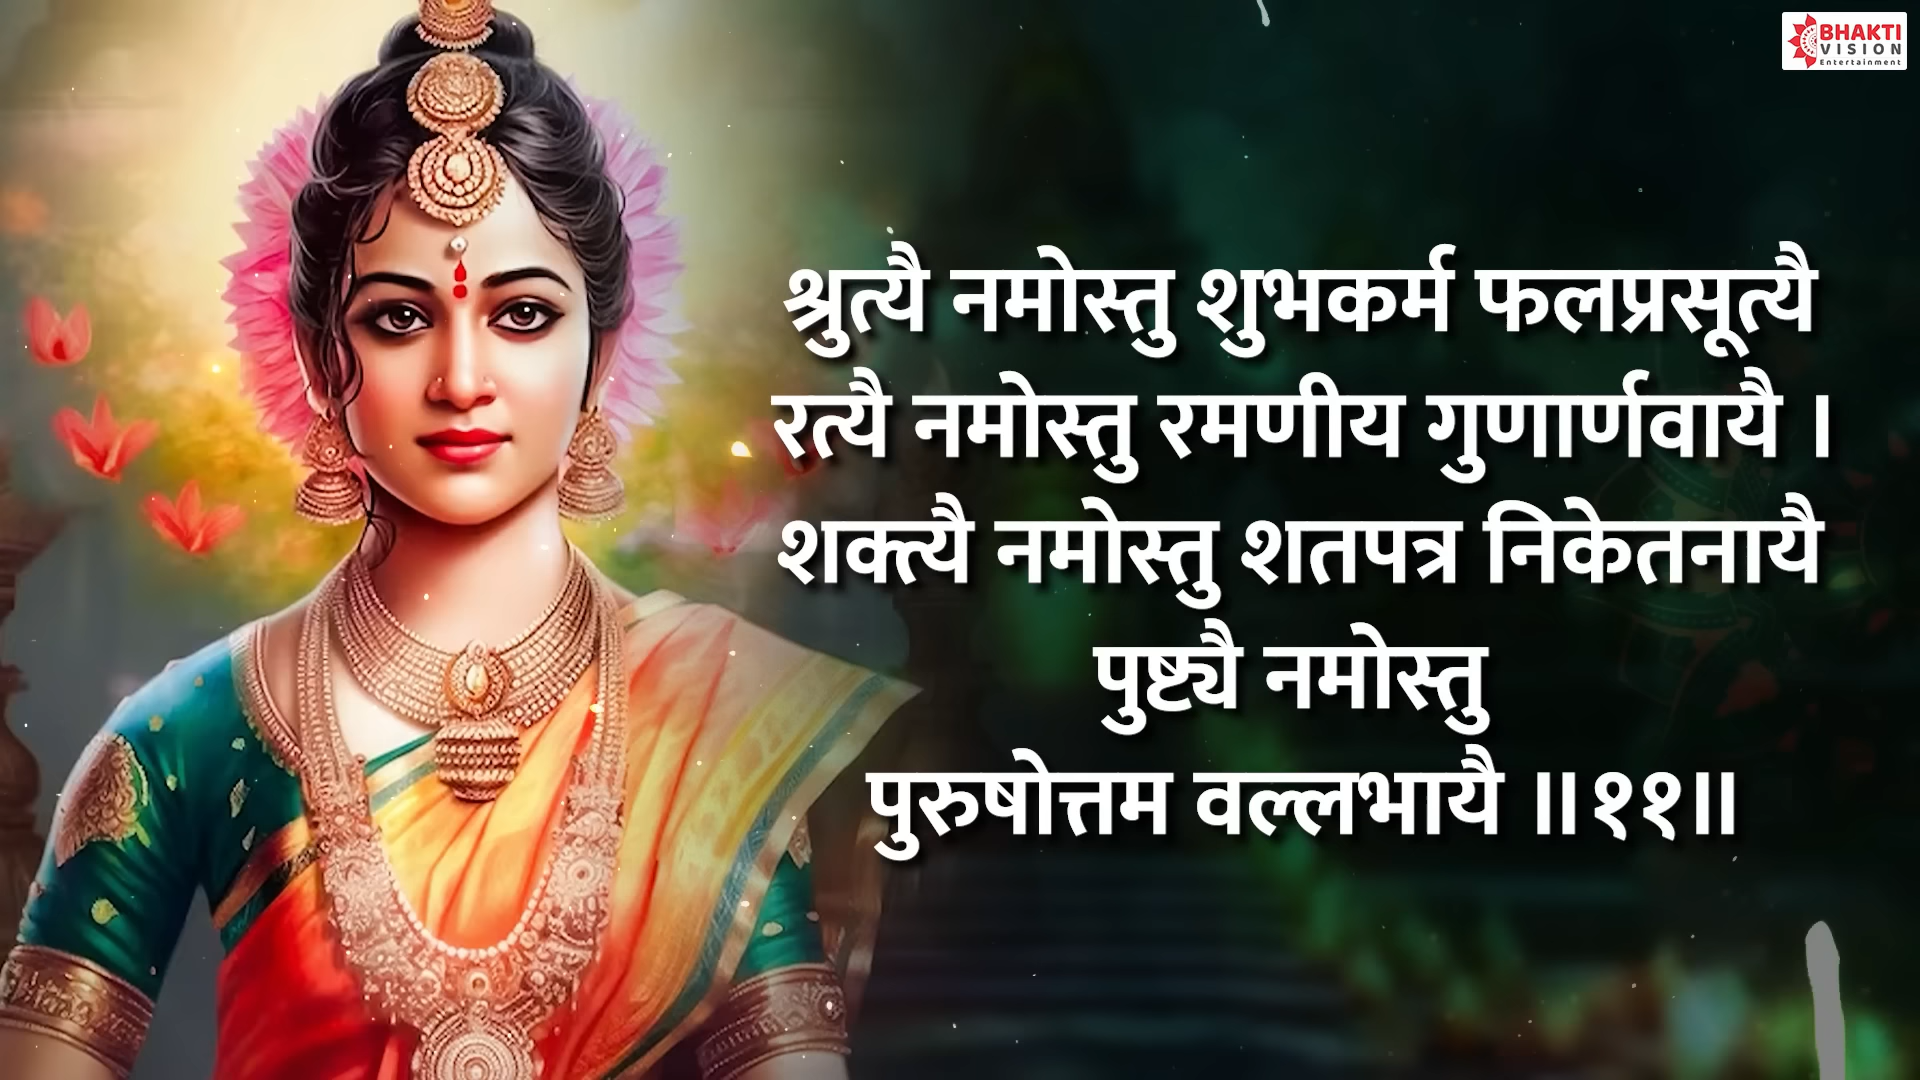 BHAKTI
VISION
Entertainment
श्रुत्यै नमोस्तु शुभकर्म फलप्रसूत्यै
रत्यै नमोस्तु रमणीय गुणार्णवायै ।
शक्त्यै नमोस्तु शतपत्र निकेतनायै
पुष्ट्यै नमोस्तु
पुरुषोत्तम वल्लभायै ॥११॥